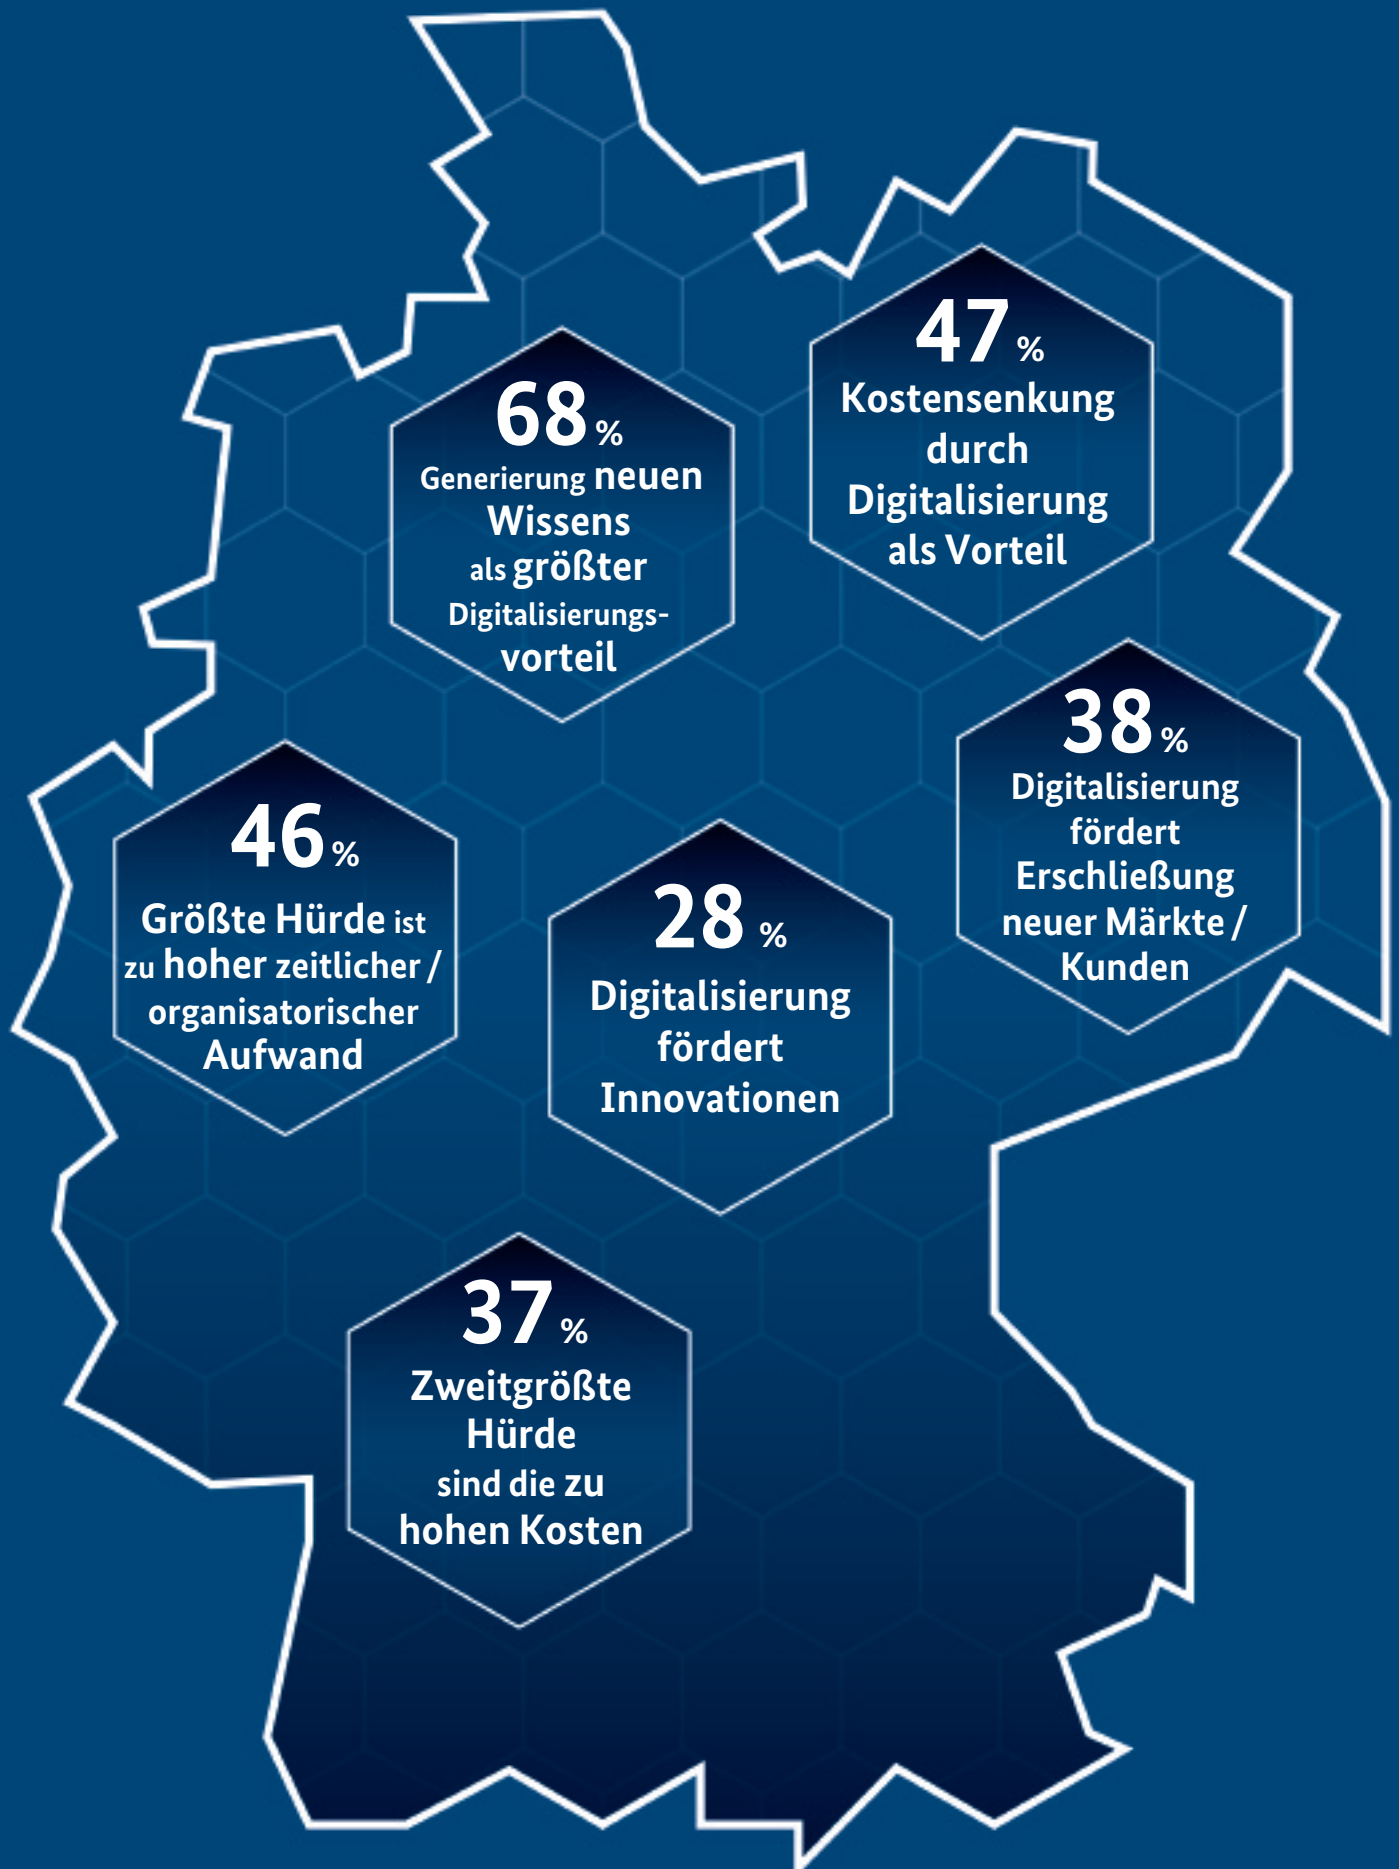 47 %
Kostensenkung
durch
Digitalisierung
als Vorteil
68 %
Generierung neuen
Wissens
als größter
Digitalisierungs-
vorteil
38 %
Digitalisierung
fördert
Erschließung
neuer Märkte /
Kunden
46 %
Größte Hürde ist
zu hoher zeitlicher /
organisatorischer
Aufwand
28 %
Digitalisierung
fördert
Innovationen
37 %
Zweitgrößte
Hürde
sind die zu
hohen Kosten